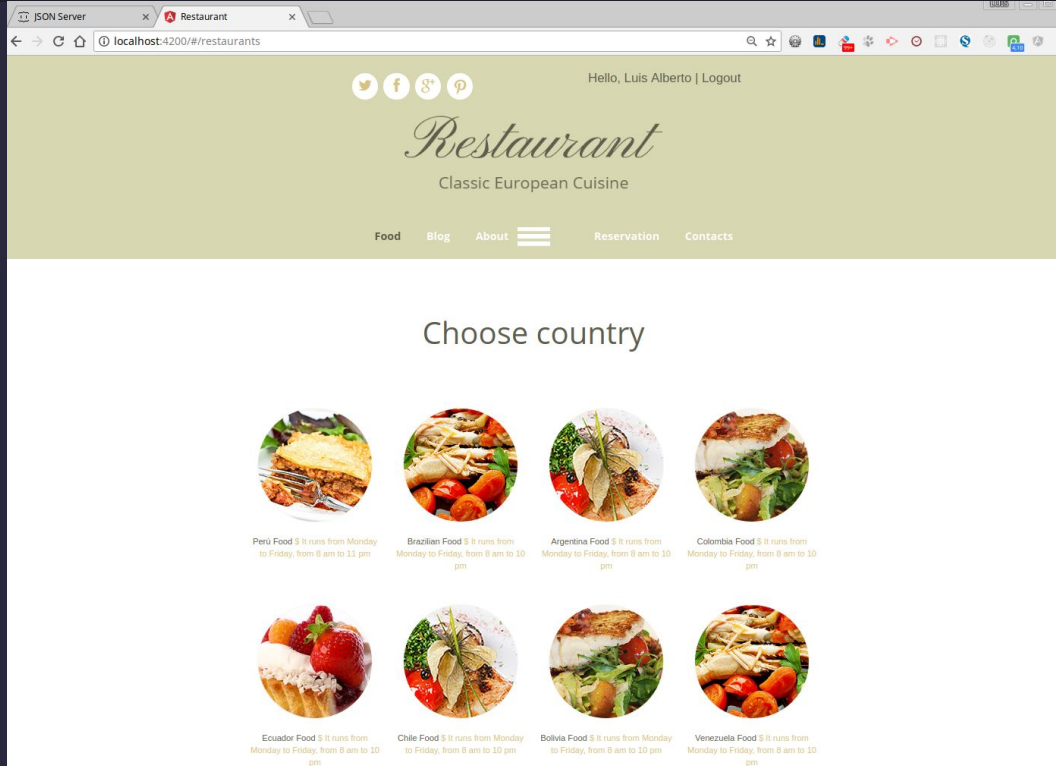 LUIS
JSON Server
Restaurant
localhost:4200/#/restaurants
99+
4,10
Hello, Luis Alberto | Logout
Restaurant
Classic European Cuisine
Food Blog About Reservation Contacts
Choose country
Perú Food $ It runs from Monday
to Friday, from 8 am to 11 pm
Brazilian Food $ It runs from
Monday to Friday, from 8 am to 10
pm
Argentina Food $ It runs from
Monday to Friday, from 8 am to 10
pm
Colombia Food $ It runs from
Monday to Friday, from 8 am to 10
pm
Ecuador Food $ It runs from
Monday to Friday, from 8 am to 10
pm
Chile Food $ It runs from Monday
to Friday, from 8 am to 10 pm
Bolivia Food $ It runs from Monday
to Friday, from 8 am to 10 pm
Venezuela Food $ It runs from
Monday to Friday, from 8 am to 10
pm